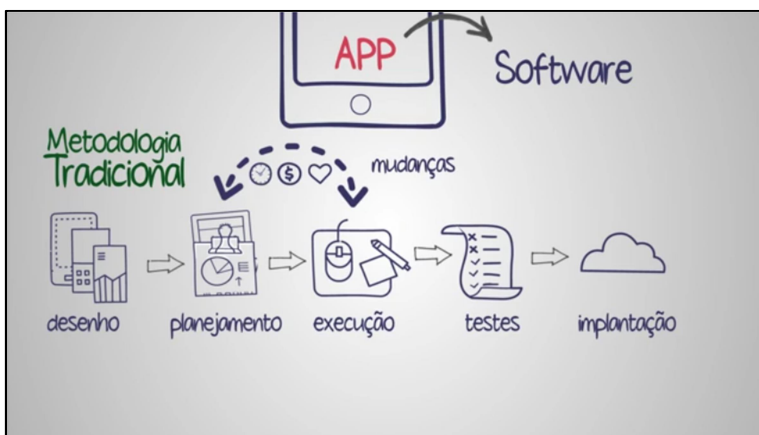 APP
Software
Metodologia
Tradicional
mudanças
desenho
planejamento
execução
testes
implantação